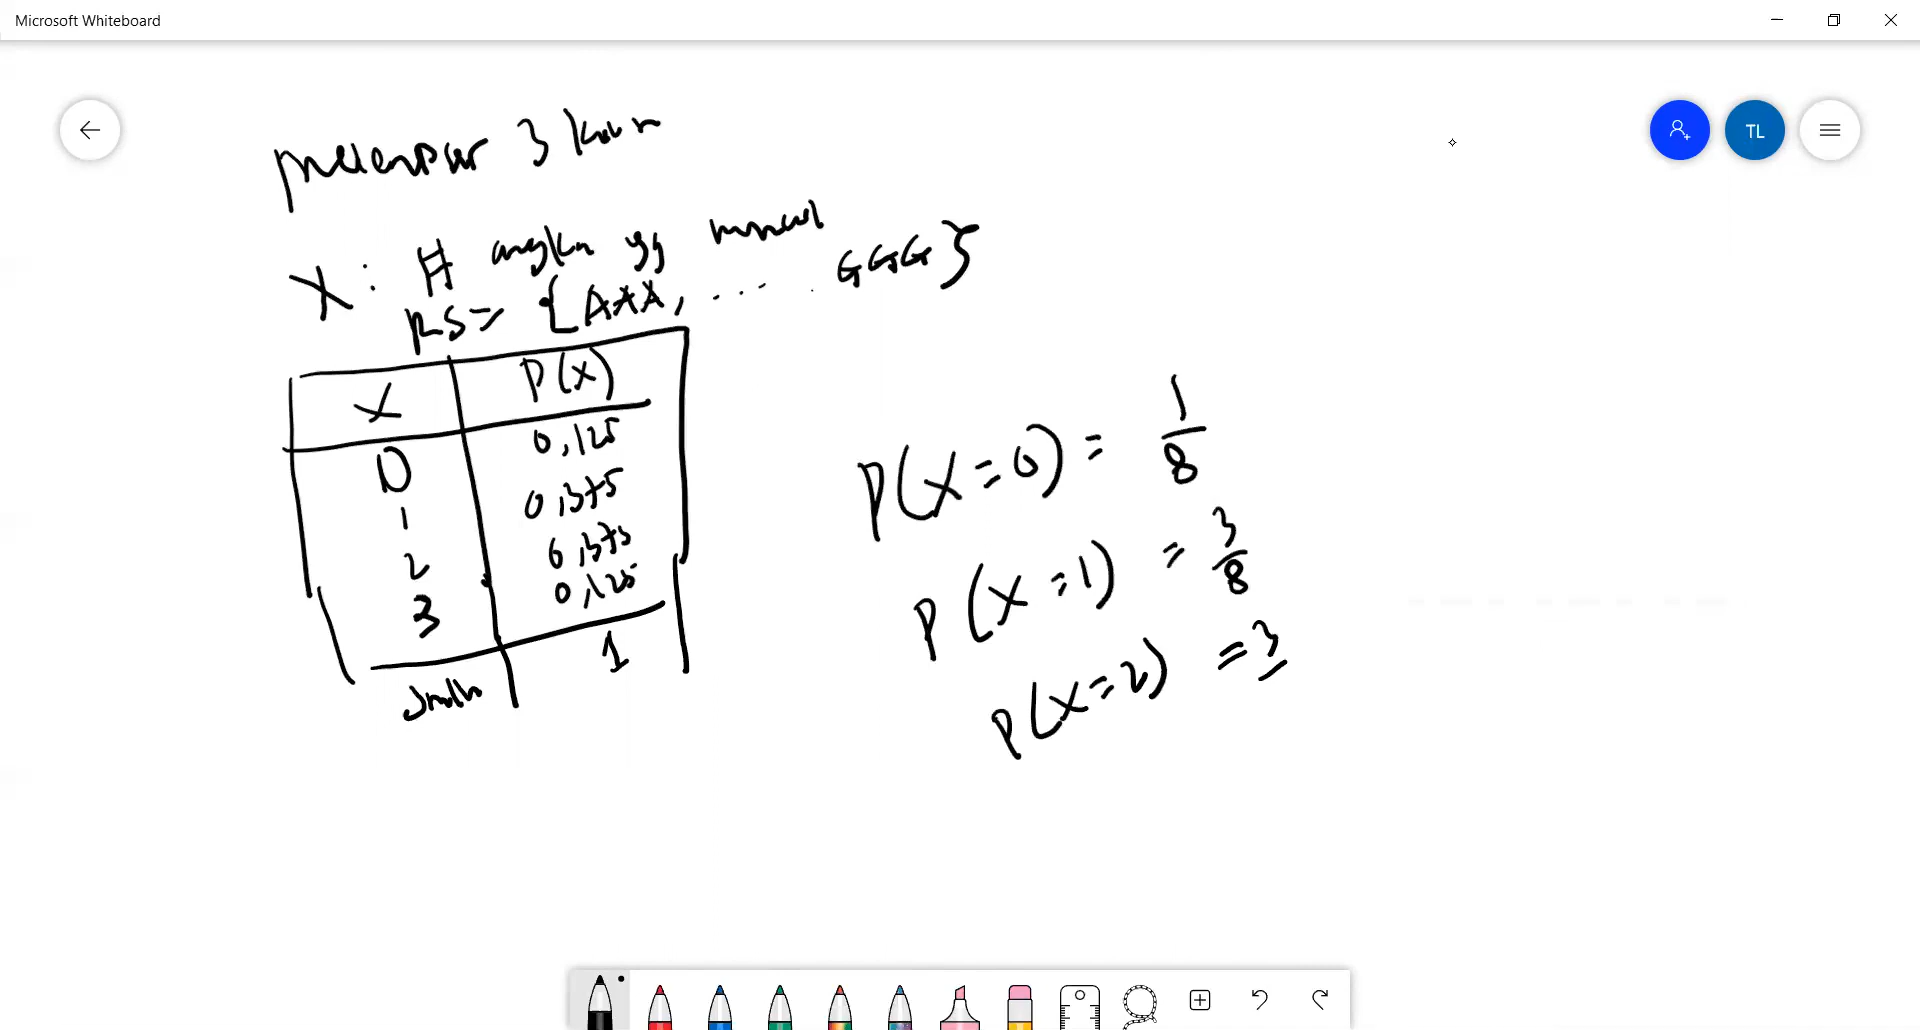 Microsoft Whiteboard
TL
3 koin
X : # angka yg muncul
RS = {AAA, ... GGG}
X P(X)
0 0,125
1 0,375
2 0,375
3 0,125
Jmlh 1
P(X=0) = 1/8
P(X=1) = 3/8
P(X=2) = 3